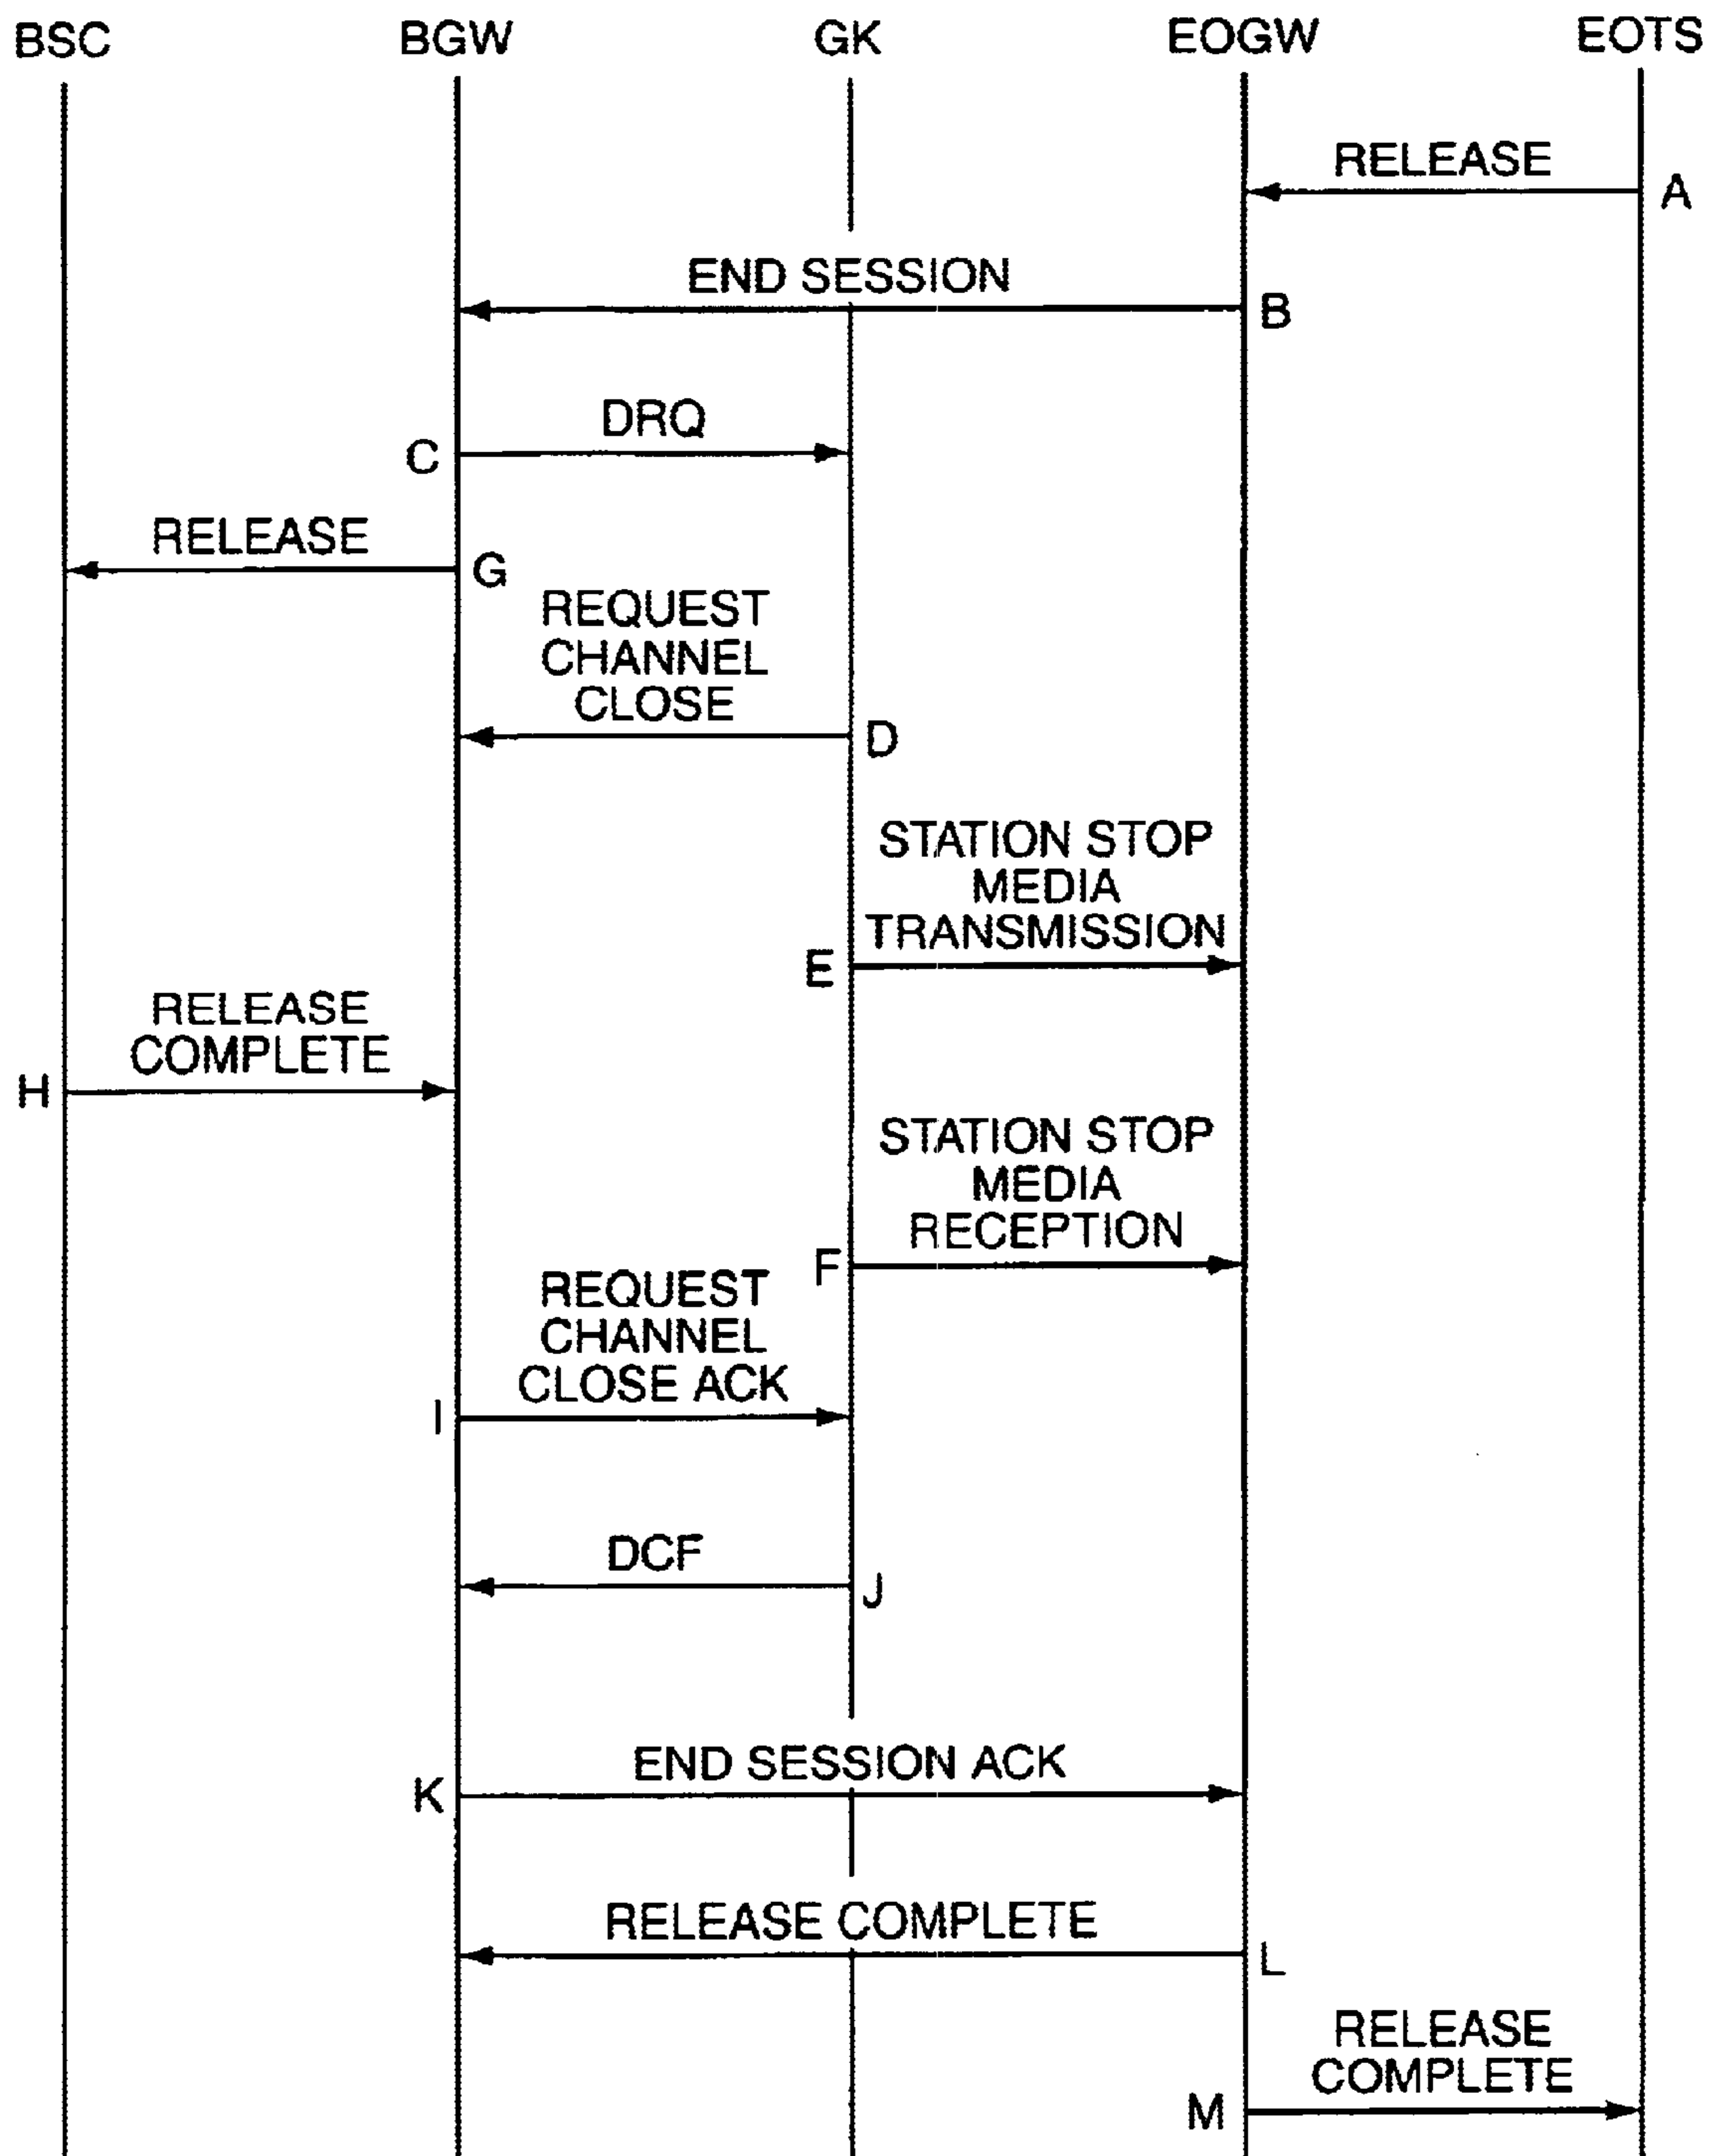 BSC BGW GK EOGW EOTS
RELEASE
A
END SESSION
B
DRQ
C
RELEASE
G
REQUEST
CHANNEL
CLOSE
D
STATION STOP
MEDIA
TRANSMISSION
E
RELEASE
COMPLETE
H
STATION STOP
MEDIA
RECEPTION
F
REQUEST
CHANNEL
CLOSE ACK
I
DCF
J
END SESSION ACK
K
RELEASE COMPLETE
L
RELEASE
COMPLETE
M